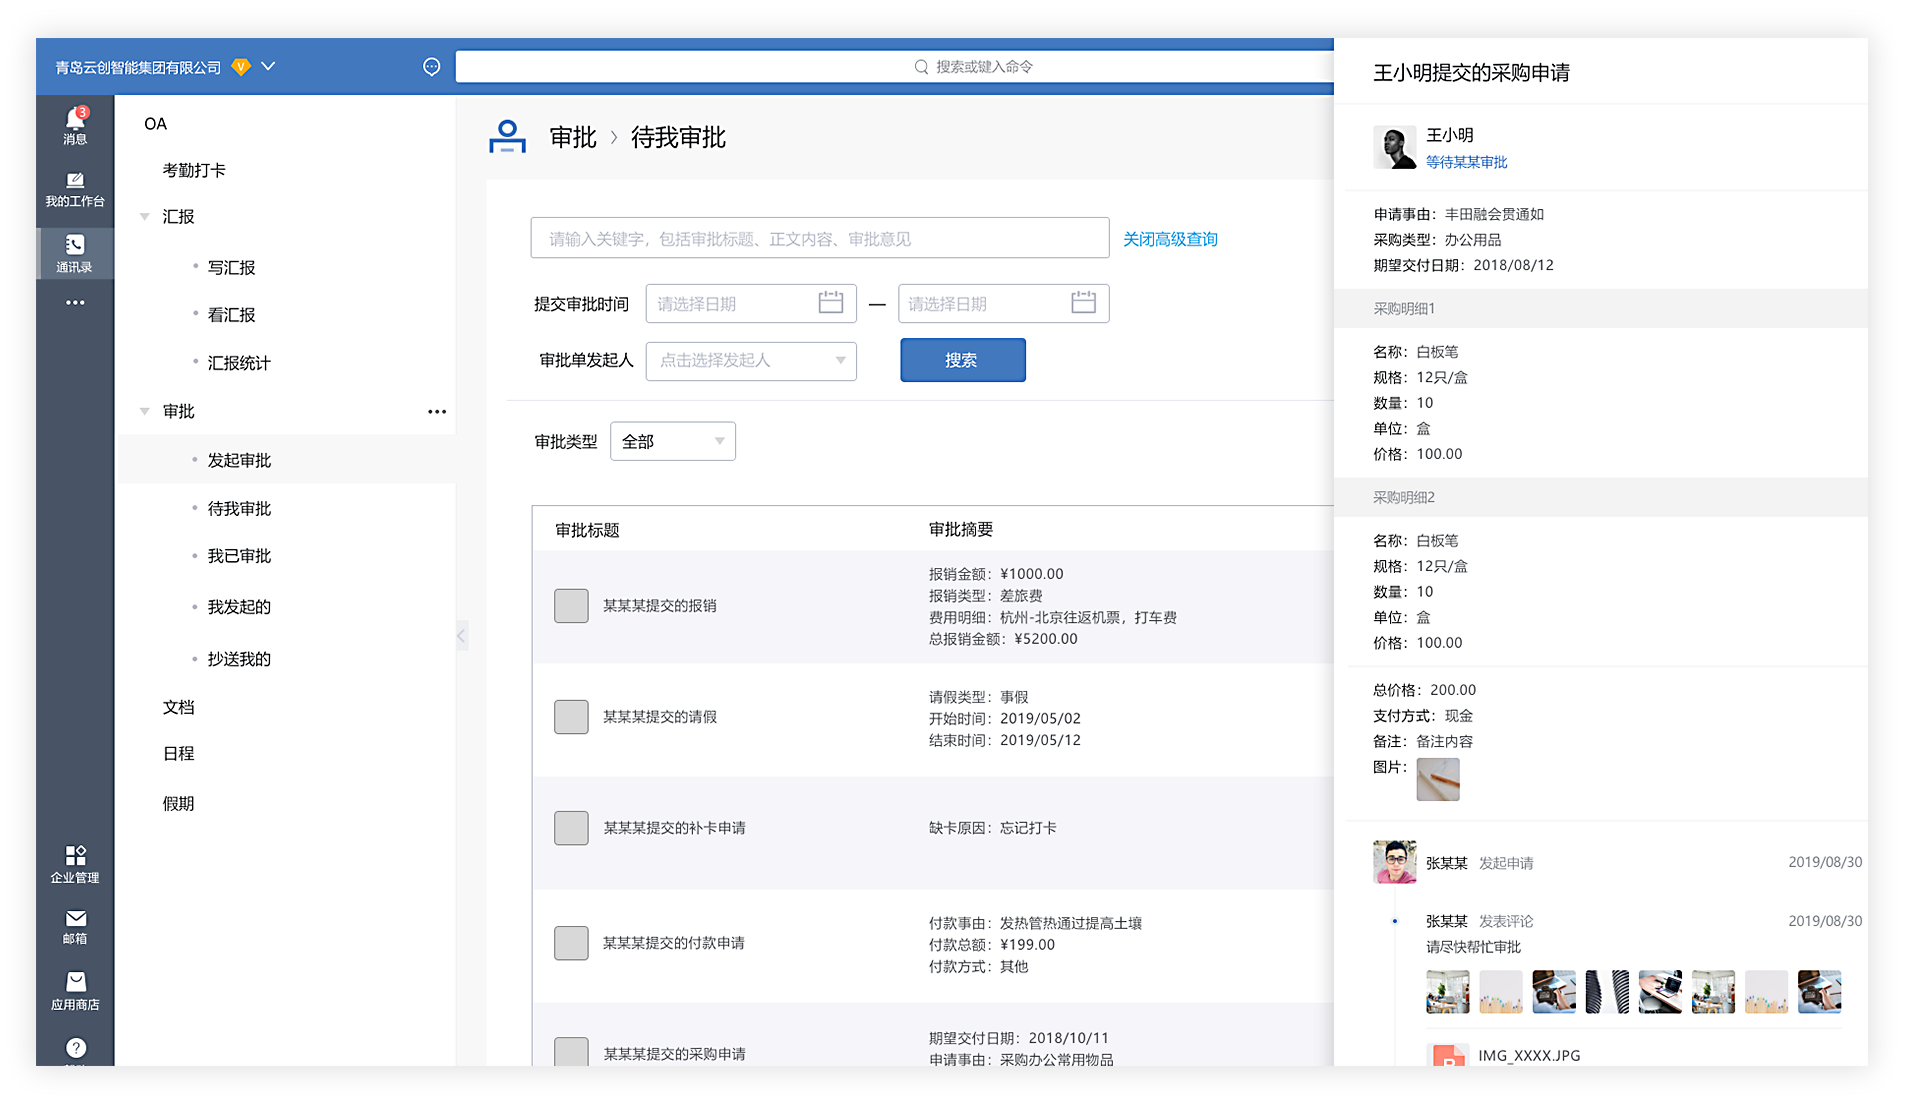 青岛云创智能集团有限公司 V
搜索或键入命令
3
消息
我的工作台
通讯录
企业管理
邮箱
应用商店
?
OA
考勤打卡
汇报
写汇报
看汇报
汇报统计
审批
发起审批
待我审批
我已审批
我发起的
抄送我的
文档
日程
假期
审批 > 待我审批
请输入关键字，包括审批标题、正文内容、审批意见
关闭高级查询
提交审批时间 请选择日期 — 请选择日期
审批单发起人 点击选择发起人 搜索
审批类型 全部
审批标题 审批摘要
某某某提交的报销
报销金额：¥1000.00
报销类型：差旅费
费用明细：杭州-北京往返机票，打车费
总报销金额：¥5200.00
某某某提交的请假
请假类型：事假
开始时间：2019/05/02
结束时间：2019/05/12
某某某提交的补卡申请
缺卡原因：忘记打卡
某某某提交的付款申请
付款事由：发热管热通过提高土壤
付款总额：¥199.00
付款方式：其他
某某某提交的采购申请
期望交付日期：2018/10/11
申请事由：采购办公常用物品
王小明提交的采购申请
王小明
等待某某审批
申请事由：丰田融会贯通如
采购类型：办公用品
期望交付日期：2018/08/12
采购明细1
名称：白板笔
规格：12只/盒
数量：10
单位：盒
价格：100.00
采购明细2
名称：白板笔
规格：12只/盒
数量：10
单位：盒
价格：100.00
总价格：200.00
支付方式：现金
备注：备注内容
图片：
张某某 发起申请 2019/08/30
张某某 发表评论 2019/08/30
请尽快帮忙审批
IMG_XXXX.JPG